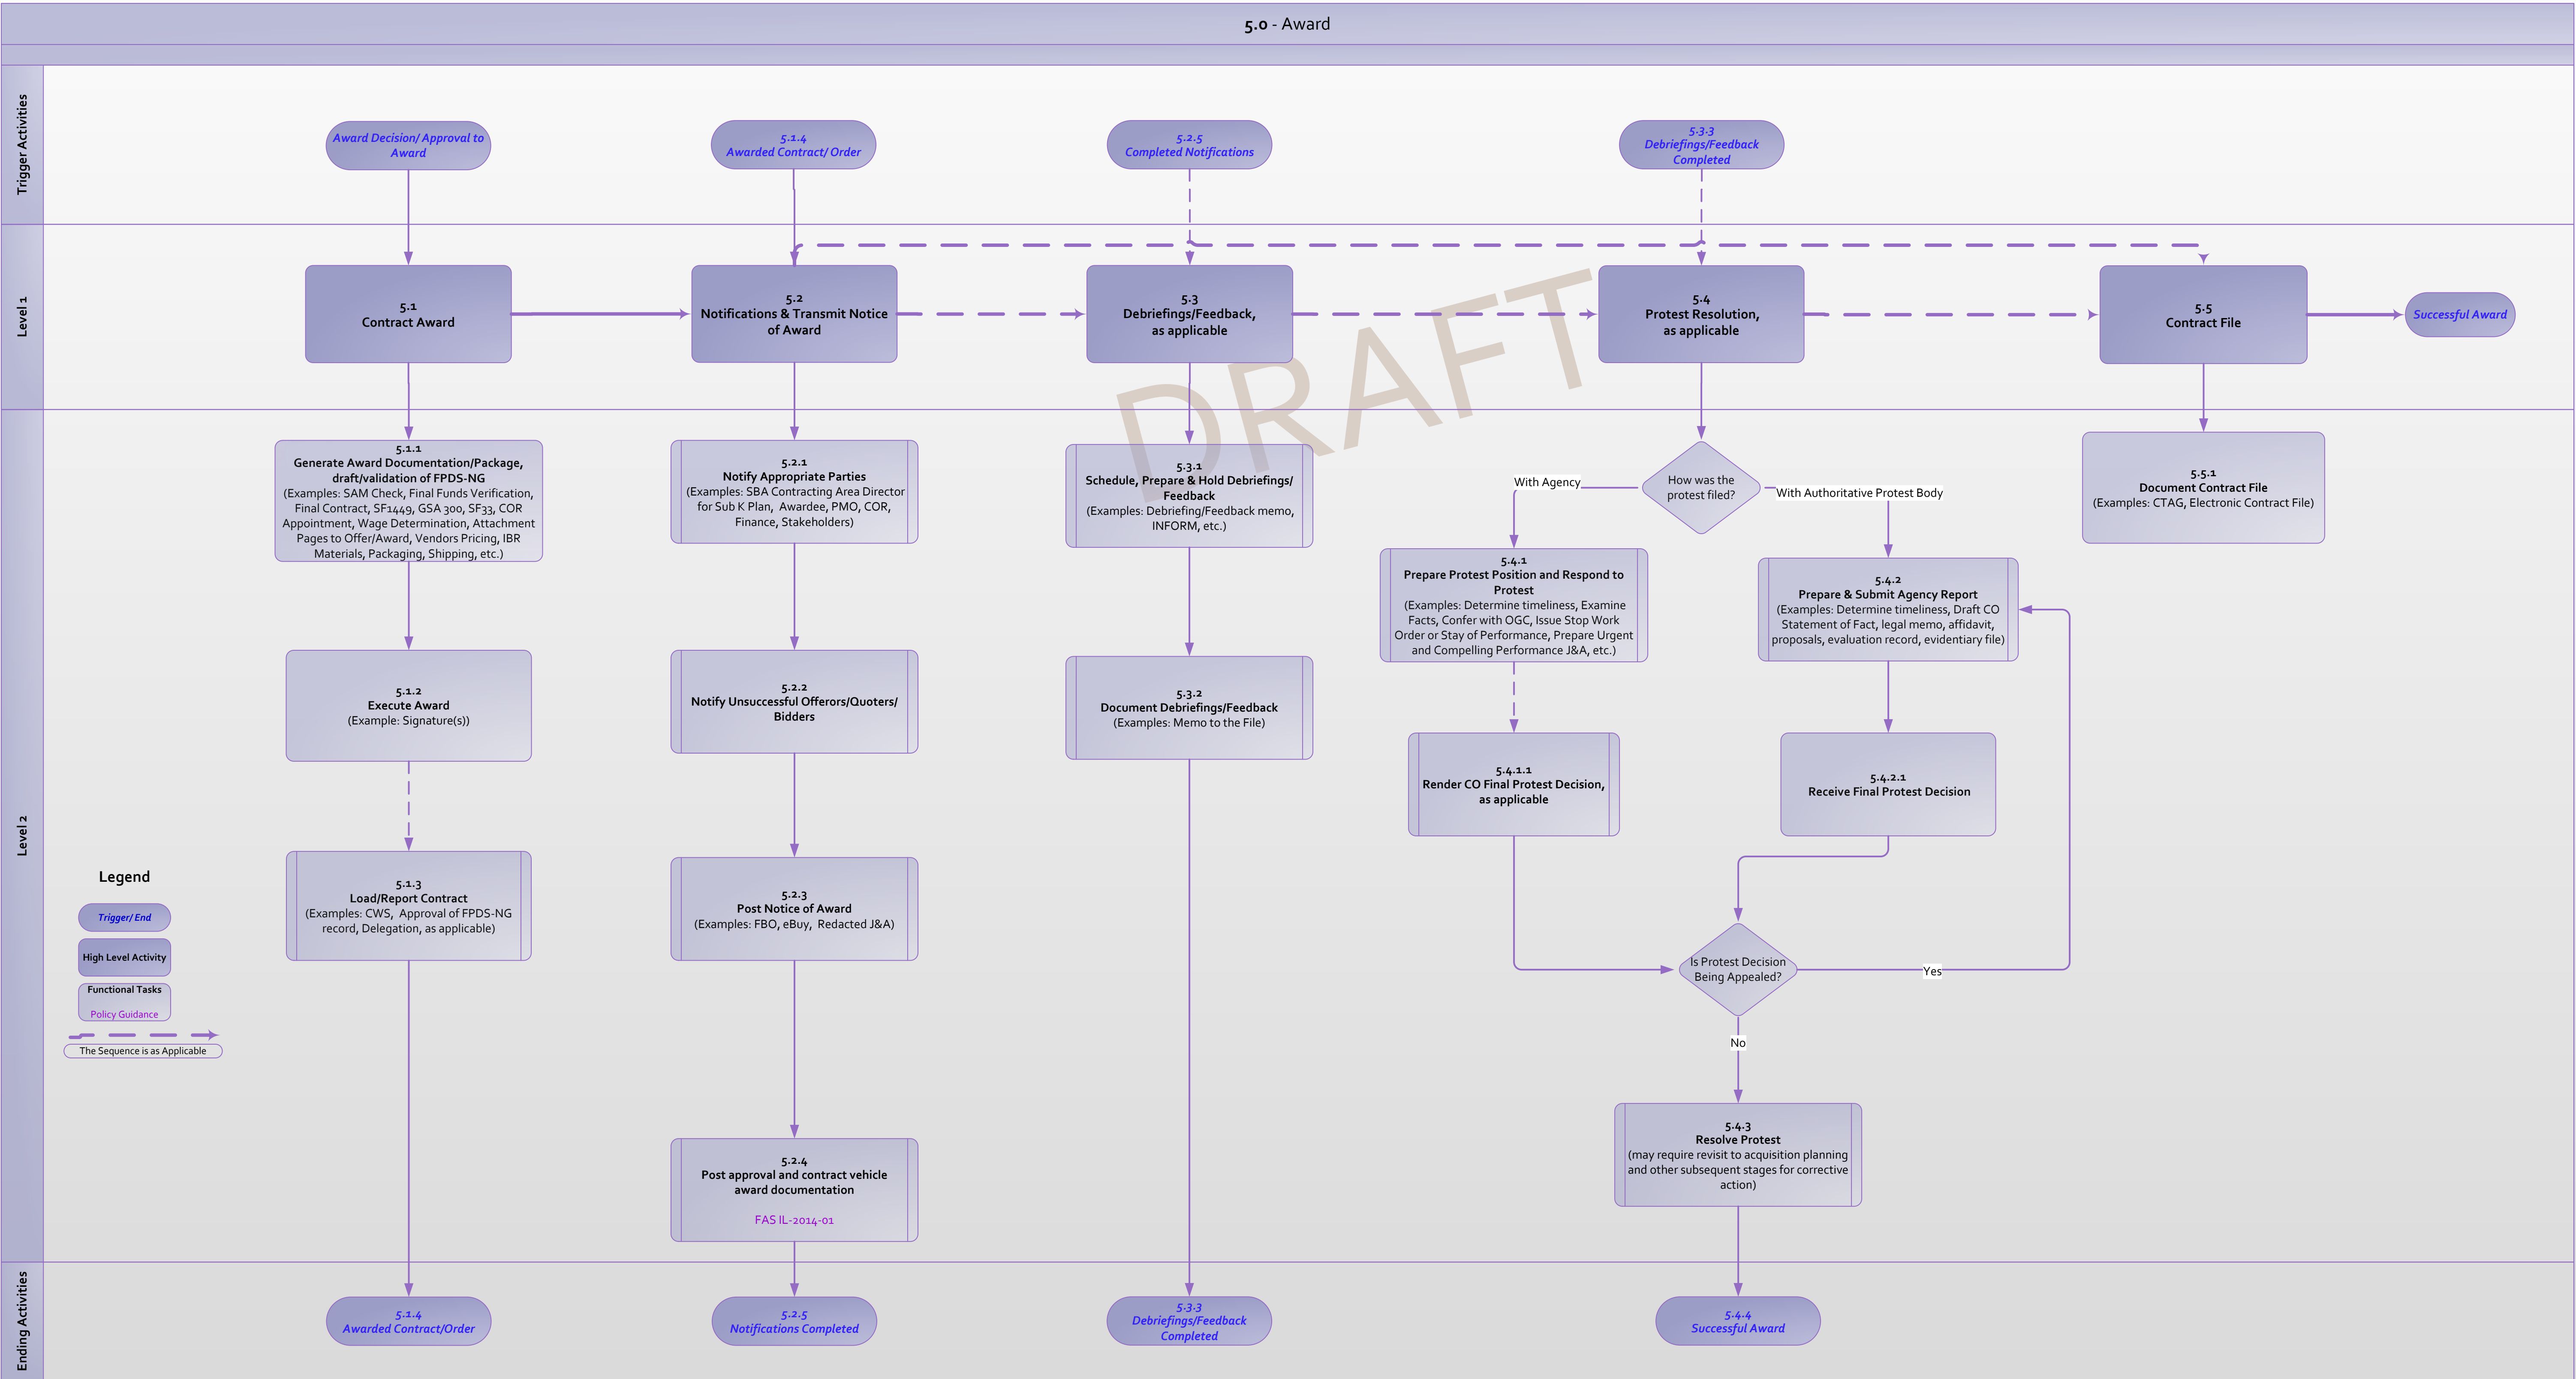 5.0 - Award
Trigger Activities
Award Decision/ Approval to
Award
5.1.4
Awarded Contract/ Order
5.2.5
Completed Notifications
5.3.3
Debriefings/Feedback
Completed
Level 1
5.1
Contract Award
5.2
Notifications & Transmit Notice
of Award
5.3
Debriefings/Feedback,
as applicable
5.4
Protest Resolution,
as applicable
5.5
Contract File
Successful Award
DRAFT
Level 2
5.1.1
Generate Award Documentation/Package,
draft/validation of FPDS-NG
(Examples: SAM Check, Final Funds Verification,
Final Contract, SF1449, GSA 300, SF33, COR
Appointment, Wage Determination, Attachment
Pages to Offer/Award, Vendors Pricing, IBR
Materials, Packaging, Shipping, etc.)
5.1.2
Execute Award
(Example: Signature(s))
5.1.3
Load/Report Contract
(Examples: CWS, Approval of FPDS-NG
record, Delegation, as applicable)
5.2.1
Notify Appropriate Parties
(Examples: SBA Contracting Area Director
for Sub K Plan, Awardee, PMO, COR,
Finance, Stakeholders)
5.2.2
Notify Unsuccessful Offerors/Quoters/
Bidders
5.2.3
Post Notice of Award
(Examples: FBO, eBuy, Redacted J&A)
5.2.4
Post approval and contract vehicle
award documentation
FAS IL-2014-01
5.3.1
Schedule, Prepare & Hold Debriefings/
Feedback
(Examples: Debriefing/Feedback memo,
INFORM, etc.)
5.3.2
Document Debriefings/Feedback
(Examples: Memo to the File)
How was the
protest filed?
With Agency
With Authoritative Protest Body
5.4.1
Prepare Protest Position and Respond to
Protest
(Examples: Determine timeliness, Examine
Facts, Confer with OGC, Issue Stop Work
Order or Stay of Performance, Prepare Urgent
and Compelling Performance J&A, etc.)
5.4.1.1
Render CO Final Protest Decision,
as applicable
5.4.2
Prepare & Submit Agency Report
(Examples: Determine timeliness, Draft CO
Statement of Fact, legal memo, affidavit,
proposals, evaluation record, evidentiary file)
5.4.2.1
Receive Final Protest Decision
Is Protest Decision
Being Appealed?
Yes
No
5.4.3
Resolve Protest
(may require revisit to acquisition planning
and other subsequent stages for corrective
action)
5.5.1
Document Contract File
(Examples: CTAG, Electronic Contract File)
Legend
Trigger/ End
High Level Activity
Functional Tasks
Policy Guidance
The Sequence is as Applicable
Ending Activities
5.1.4
Awarded Contract/Order
5.2.5
Notifications Completed
5.3.3
Debriefings/Feedback
Completed
5.4.4
Successful Award